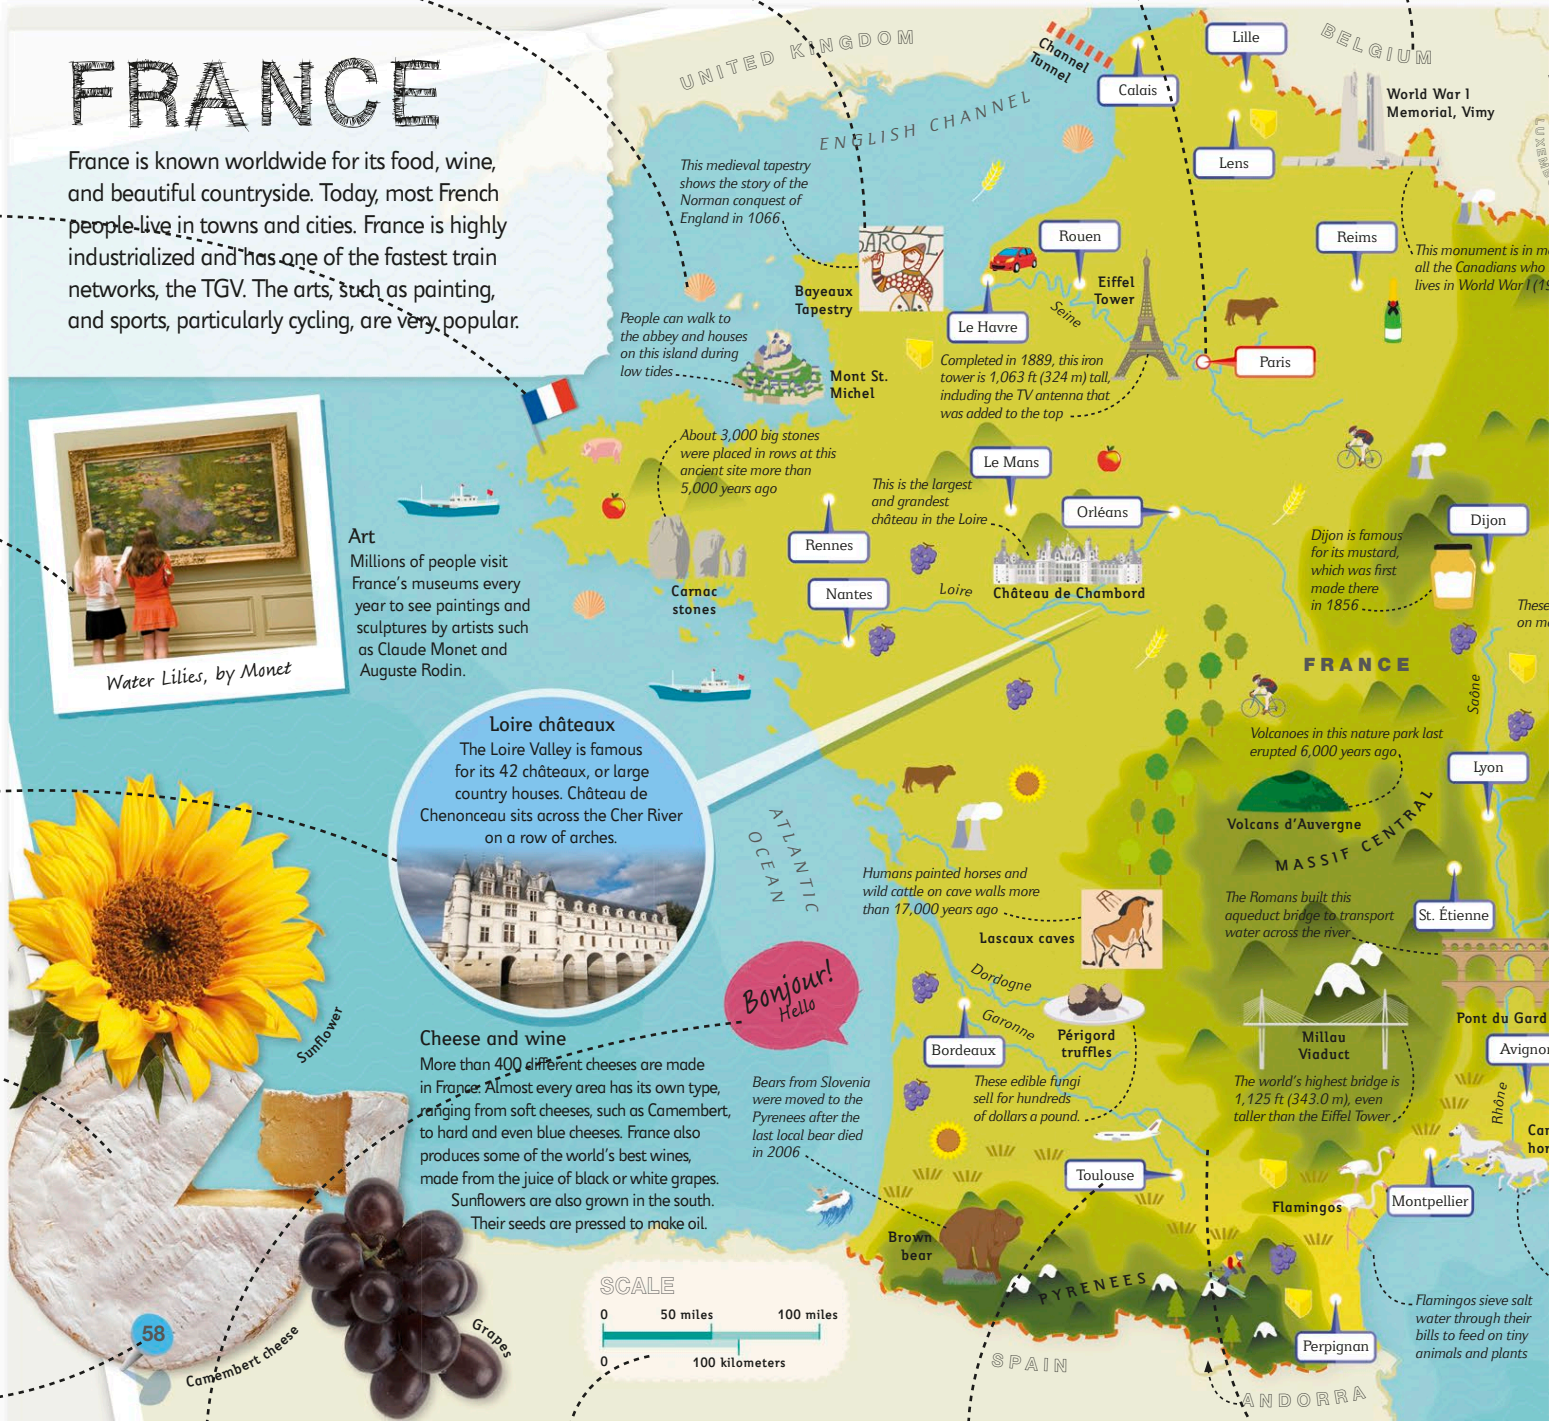 FRANCE
France is known worldwide for its food, wine,
and beautiful countryside. Today, most French
people live in towns and cities. France is highly
industrialized and has one of the fastest train
networks, the TGV. The arts, such as painting,
and sports, particularly cycling, are very popular.
UNITED KINGDOM
ENGLISH CHANNEL
Channel
Tunnel
Calais
Lille
BELGIUM
World War I
Memorial, Vimy
Lens
This medieval tapestry
shows the story of the
Norman conquest of
England in 1066
AROL
Bayeaux
Tapestry
Rouen
Reims
This monument is in
all the Canadians who
lives in World War I
Eiffel
Tower
Seine
Le Havre
Paris
People can walk to
the abbey and houses
on this island during
low tides
Mont St.
Michel
Completed in 1889, this iron
tower is 1,063 ft (324 m) tall,
including the TV antenna that
was added to the top
About 3,000 big stones
were placed in rows at this
ancient site more than
5,000 years ago
Carnac
stones
Le Mans
This is the largest
and grandest
château in the Loire
Orléans
Château de Chambord
Rennes
Nantes
Loire
Dijon
Dijon is famous
for its mustard,
which was first
made there
in 1856
These
on
FRANCE
Saône
Water Lilies, by Monet
Art
Millions of people visit
France's museums every
year to see paintings and
sculptures by artists such
as Claude Monet and
Auguste Rodin.
Loire châteaux
The Loire Valley is famous
for its 42 châteaux, or large
country houses. Château de
Chenonceau sits across the Cher River
on a row of arches.
ATLANTIC
OCEAN
Volcanoes in this nature park last
erupted 6,000 years ago
Volcans d'Auvergne
MASSIF CENTRAL
Lyon
St. Étienne
Humans painted horses and
wild cattle on cave walls more
than 17,000 years ago
Lascaux caves
The Romans built this
aqueduct bridge to transport
water across the river
Pont du Gard
Bonjour!
Hello
Dordogne
Garonne
Bordeaux
Périgord
truffles
These edible fungi
sell for hundreds
of dollars a pound.
Millau
Viaduct
The world's highest bridge is
1,125 ft (343.0 m), even
taller than the Eiffel Tower
Rhône
Sunflower
Cheese and wine
More than 400 different cheeses are made
in France. Almost every area has its own type,
ranging from soft cheeses, such as Camembert,
to hard and even blue cheeses. France also
produces some of the world's best wines,
made from the juice of black or white grapes.
Sunflowers are also grown in the south.
Their seeds are pressed to make oil.
Bears from Slovenia
were moved to the
Pyrenees after the
last local bear died
in 2006
Brown
bear
Toulouse
Flamingos
Montpellier
PYRENEES
Perpignan
Flamingos sieve salt
water through their
bills to feed on tiny
animals and plants
SCALE
0 50 miles 100 miles
0 100 kilometers
SPAIN
ANDORRA
58
Camembert cheese
Grapes